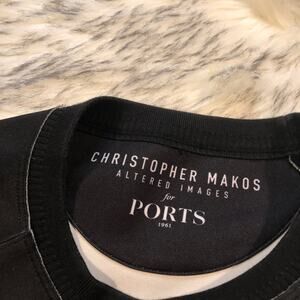 CHRISTOPHER MAKOS
ALTERED IMAGES
for
PORTS
1961